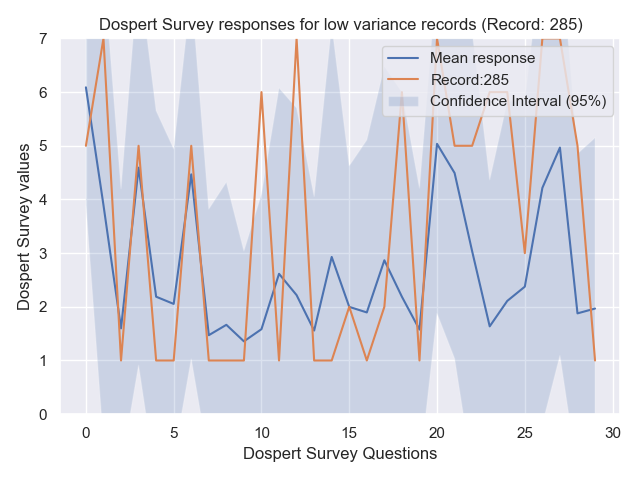 Dospert Survey responses for low variance records (Record: 285)
7
6
5
4
3
2
1
0
Dospert Survey values
Mean response
Record:285
Confidence Interval (95%)
0 5 10 15 20 25 30
Dospert Survey Questions